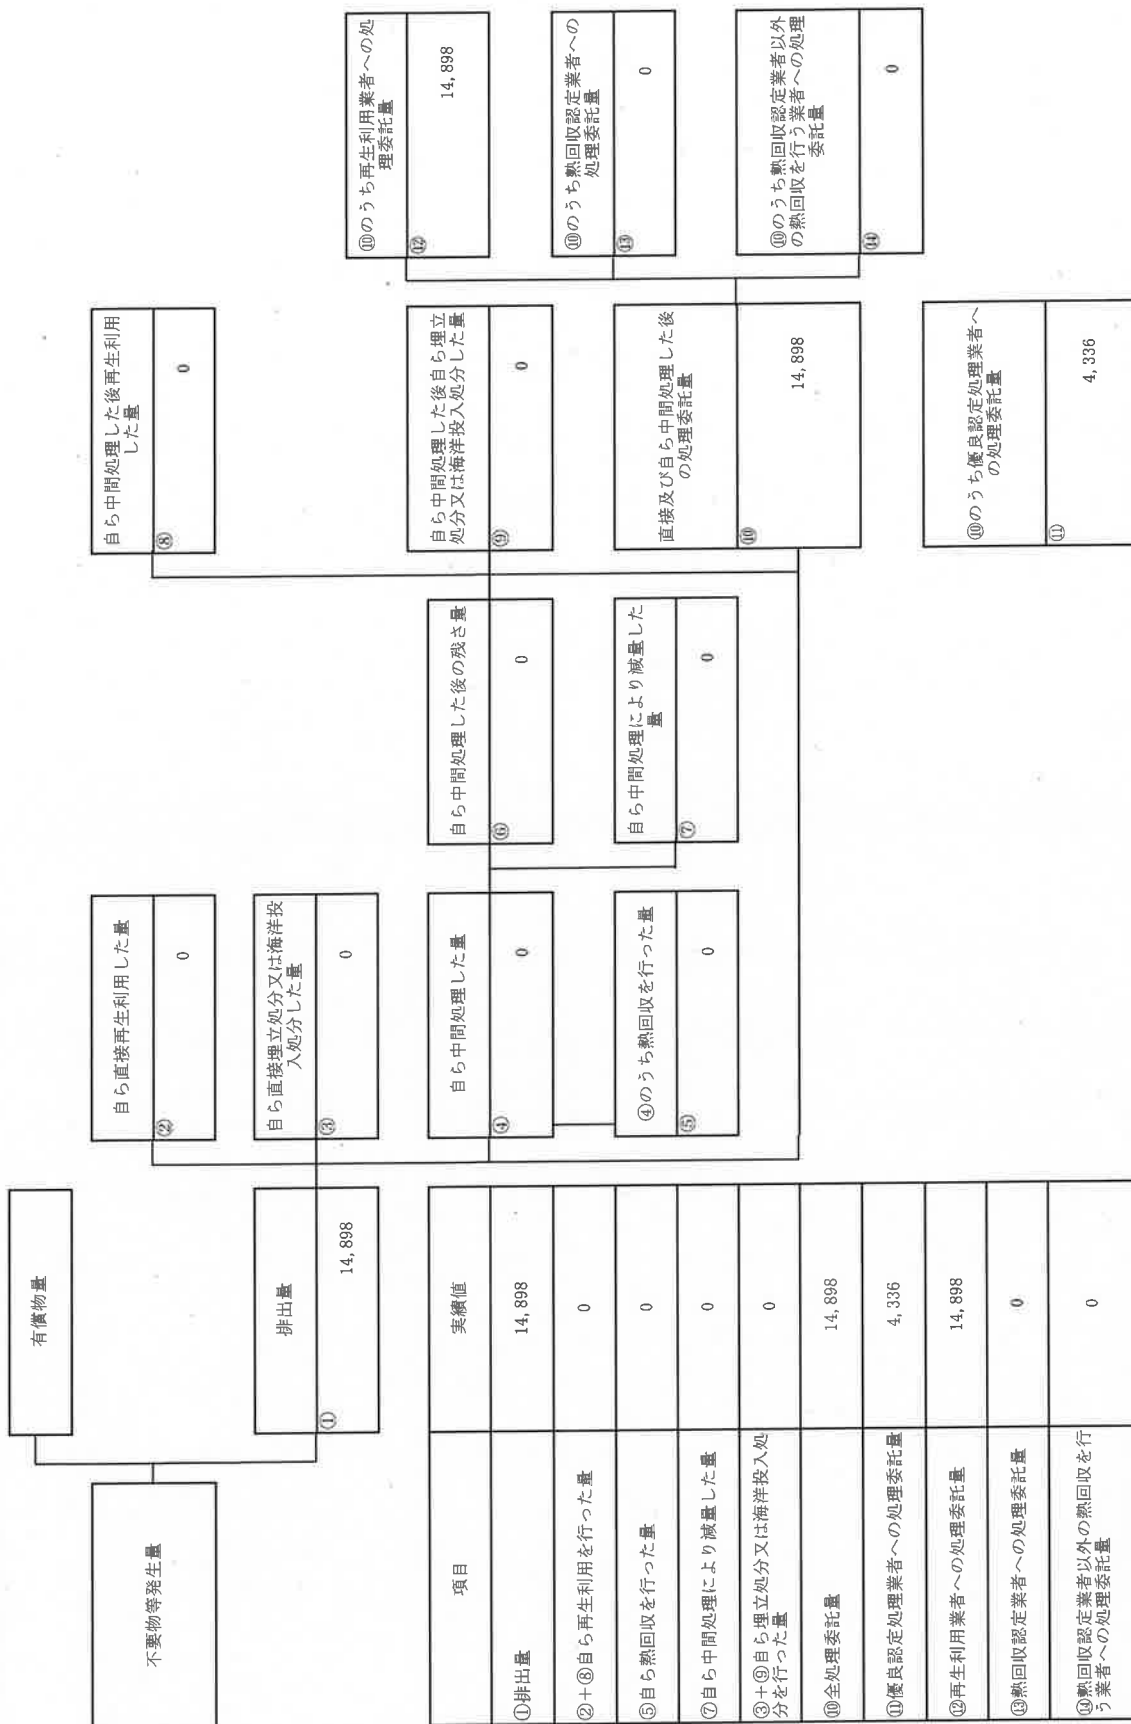 不要物等発生量
有償物量
排出量
①
14,898
自ら直接再生利用した量
②
0
自ら直接埋立処分又は海洋投
入処分した量
③
0
自ら中間処理した量
④
0
④のうち熱回収を行った量
⑤
0
自ら中間処理した後の残さ量
⑥
0
自ら中間処理により減量した
量
⑦
0
自ら中間処理した後再生利用
した量
⑧
0
自ら中間処理した後自ら埋立
処分又は海洋投入処分した量
⑨
0
直接及び自ら中間処理した後
の処理委託量
⑩
14,898
⑩のうち優良認定処理業者へ
の処理委託量
⑪
4,336
⑩のうち再生利用業者への処
理委託量
⑫
14,898
⑩のうち熱回収認定業者への
処理委託量
⑬
0
⑩のうち熱回収認定業者以外
の熱回収を行う業者への処理
委託量
⑭
0
項目
実績値
①排出量
14,898
②+⑧自ら再生利用を行った量
0
⑤自ら熱回収を行った量
0
⑦自ら中間処理により減量した量
0
③+⑨自ら埋立処分又は海洋投入処
分を行った量
0
⑩全処理委託量
14,898
⑪優良認定処理業者への処理委託量
4,336
⑫再生利用業者への処理委託量
14,898
⑬熱回収認定業者への処理委託量
0
⑭熱回収認定業者以外の熱回収を行
う業者への処理委託量
0